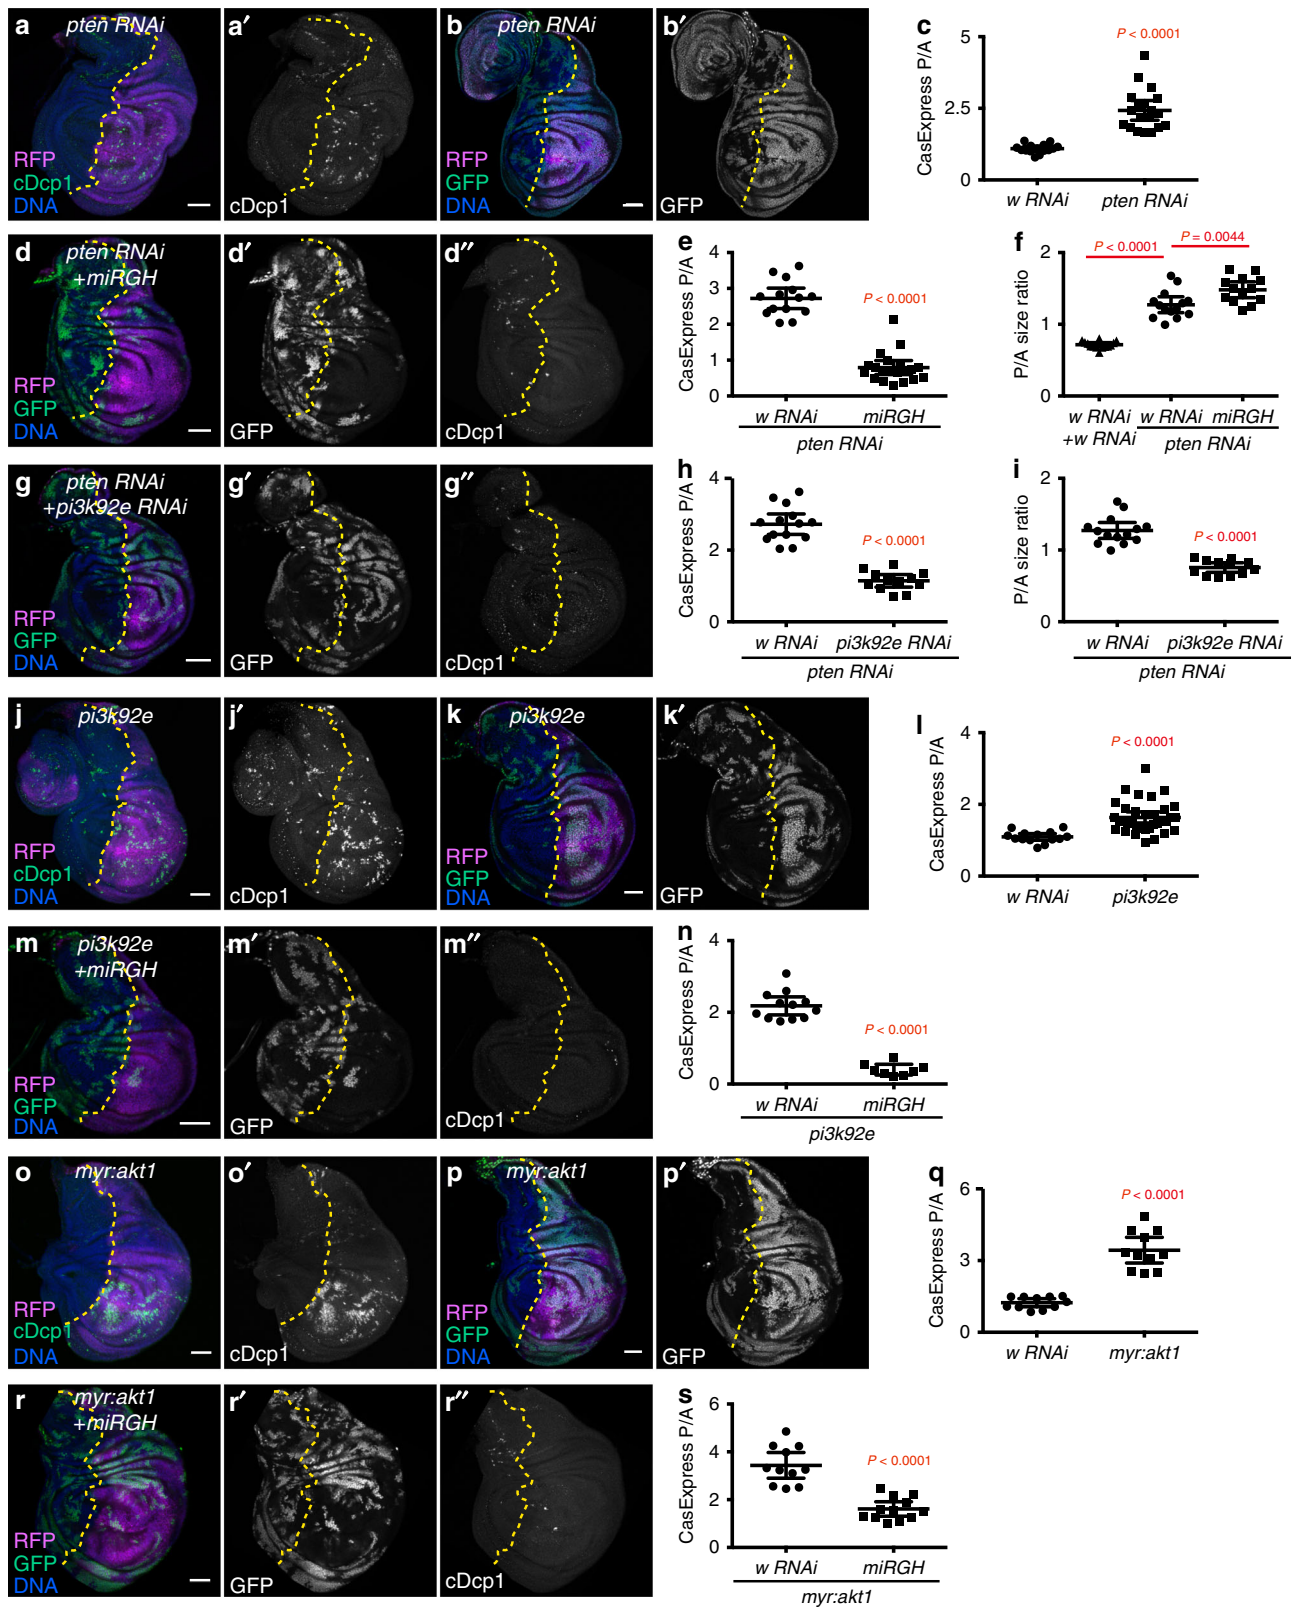 a
pten RNAi
RFP
cDcp1
DNA
a′
cDcp1
b
pten RNAi
RFP
GFP
DNA
b′
GFP
c
CasExpress P/A
5
2.5
0
P < 0.0001
w RNAi
pten RNAi
d
pten RNAi
+miRGH
RFP
GFP
DNA
d′
GFP
d″
cDcp1
e
CasExpress P/A
4
3
2
1
0
P < 0.0001
w RNAi
miRGH
pten RNAi
f
P/A size ratio
2
1
0
P < 0.0001
P = 0.0044
w RNAi
+w RNAi
w RNAi
miRGH
pten RNAi
g
pten RNAi
+pi3k92e RNAi
RFP
GFP
DNA
g′
GFP
g″
cDcp1
h
CasExpress P/A
4
2
0
P < 0.0001
w RNAi
pi3k92e RNAi
pten RNAi
i
P/A size ratio
2
1
0
P < 0.0001
w RNAi
pi3k92e RNAi
pten RNAi
j
pi3k92e
RFP
cDcp1
DNA
j′
cDcp1
k
pi3k92e
RFP
GFP
DNA
k′
GFP
l
CasExpress P/A
4
2
0
P < 0.0001
w RNAi
pi3k92e
m
pi3k92e
+miRGH
RFP
GFP
DNA
m′
GFP
m″
cDcp1
n
CasExpress P/A
4
2
0
P < 0.0001
w RNAi
miRGH
pi3k92e
o
myr:akt1
RFP
cDcp1
DNA
o′
cDcp1
p
myr:akt1
RFP
GFP
DNA
p′
GFP
q
CasExpress P/A
6
3
0
P < 0.0001
w RNAi
myr:akt1
r
myr:akt1
+miRGH
RFP
GFP
DNA
r′
GFP
r″
cDcp1
s
CasExpress P/A
6
4
2
0
P < 0.0001
w RNAi
miRGH
myr:akt1